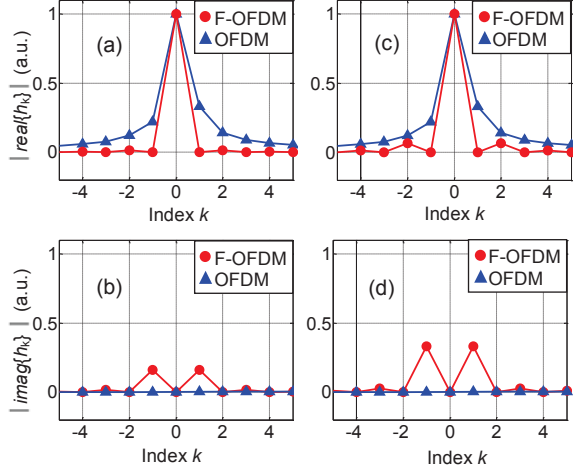 1
0.5
0
| real{hk} | (a.u.)
(a)
F-OFDM
OFDM
-4 -2 0 2 4
Index k
1
0.5
0
(c)
F-OFDM
OFDM
-4 -2 0 2 4
Index k
1
0.5
0
| imag{hk} | (a.u.)
(b)
F-OFDM
OFDM
-4 -2 0 2 4
Index k
1
0.5
0
(d)
F-OFDM
OFDM
-4 -2 0 2 4
Index k